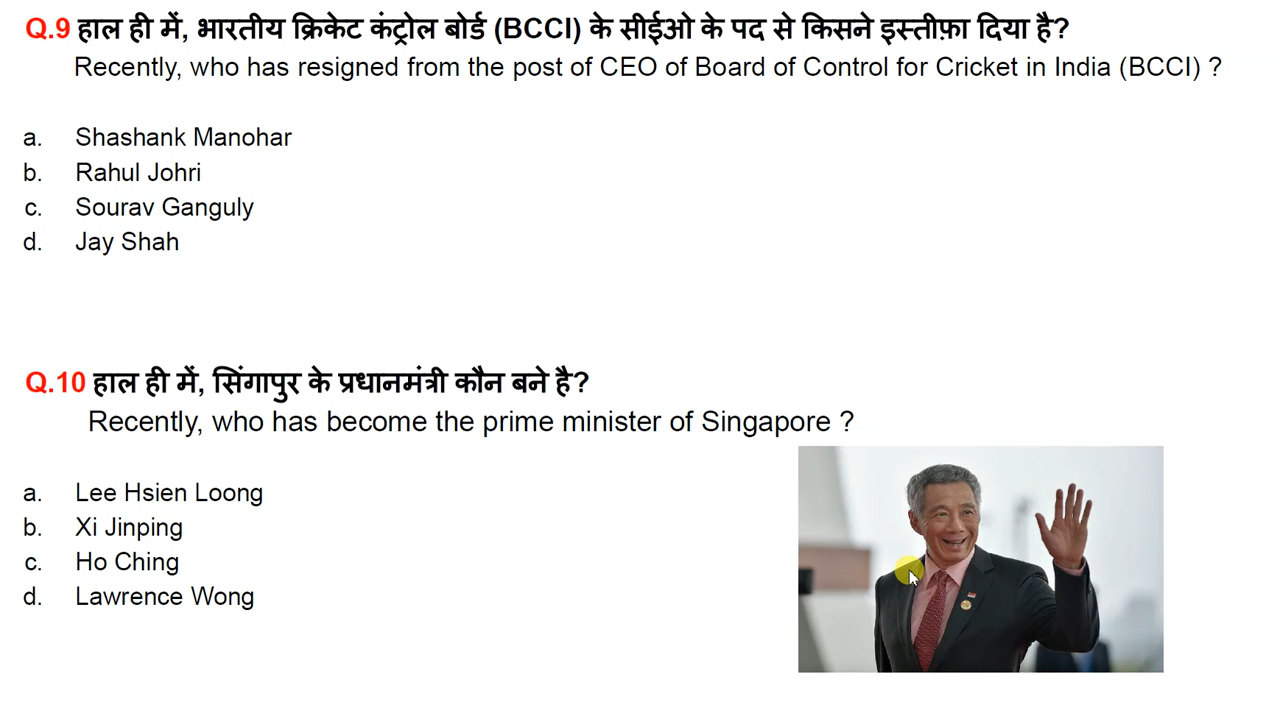 Q.9 हाल ही में, भारतीय क्रिकेट कंट्रोल बोर्ड (BCCI) के सीईओ के पद से किसने इस्तीफ़ा दिया है?
Recently, who has resigned from the post of CEO of Board of Control for Cricket in India (BCCI) ?
a. Shashank Manohar
b. Rahul Johri
c. Sourav Ganguly
d. Jay Shah
Q.10 हाल ही में, सिंगापुर के प्रधानमंत्री कौन बने है?
Recently, who has become the prime minister of Singapore ?
a. Lee Hsien Loong
b. Xi Jinping
c. Ho Ching
d. Lawrence Wong